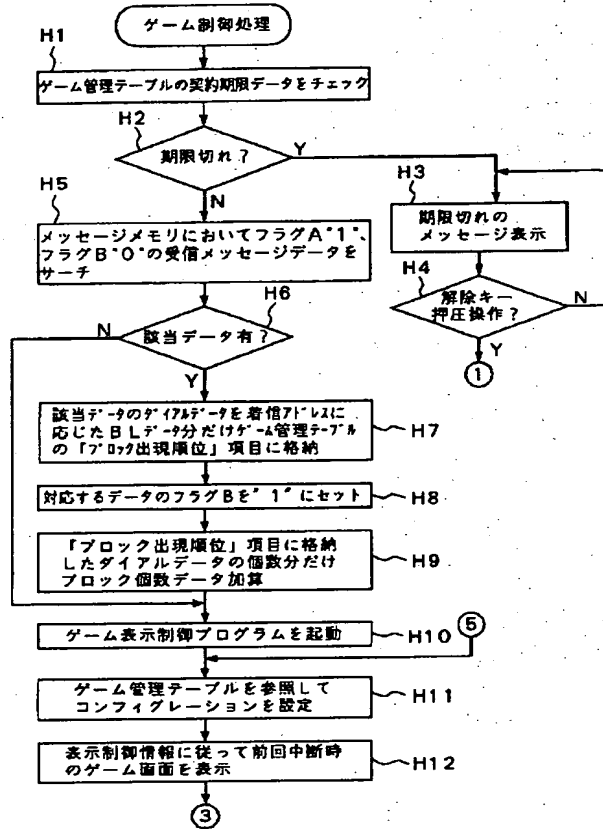 ゲーム制御処理
H1
ゲーム管理テーブルの契約期限データをチェック
H2
期限切れ?
Y
N
H3
期限切れの
メッセージ表示
H4
解除キー
押圧操作?
N
Y
①
H5
メッセージメモリにおいてフラグA"1"、
フラグB"0"の受信メッセージデータを
サーチ
H6
該当データ有?
N
Y
該当データのダイアルデータを着信アドレスに
応じたBLデータ分だけゲーム管理テーブル
の「ブロック出現順位」項目に格納
H7
対応するデータのフラグBを"1"にセット
H8
「ブロック出現順位」項目に格納
したダイアルデータの個数分だけ
ブロック個数データ加算
H9
ゲーム表示制御プログラムを起動
H10
⑤
ゲーム管理テーブルを参照して
コンフィグレーションを設定
H11
表示制御情報に従って前回中断時
のゲーム画面を表示
H12
③